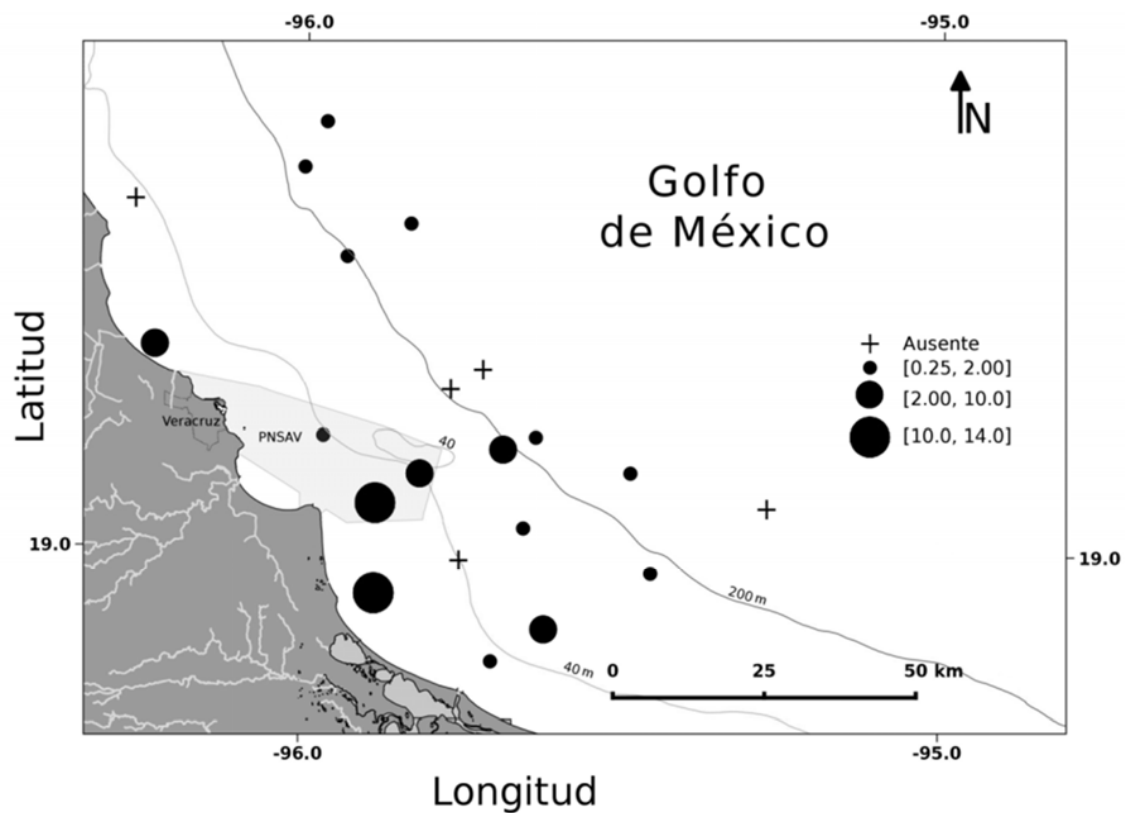 -96.0
-95.0
N
Golfo
de México
Latitud
Ausente
[0.25, 2.00]
[2.00, 10.0]
[10.0, 14.0]
Veracruz
PNSAV
40
19.0
19.0
200 m
40 m
0
25
50 km
-96.0
-95.0
Longitud